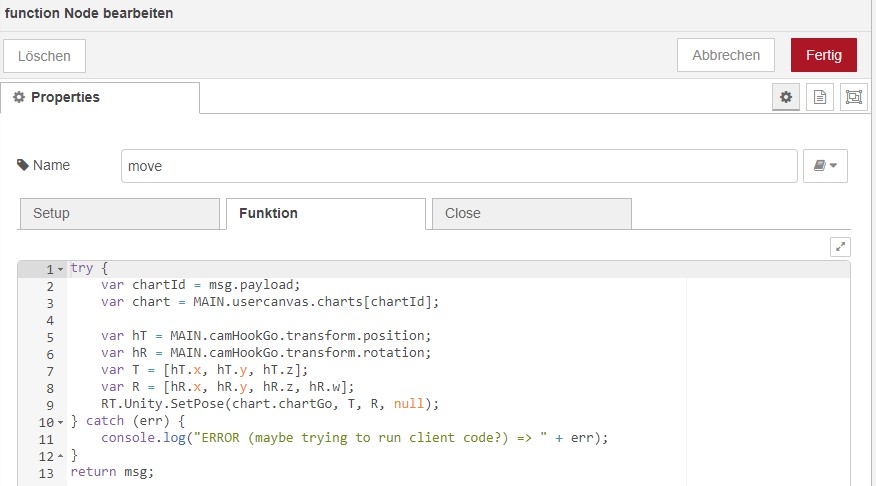 function Node bearbeiten
Löschen
Abbrechen
Fertig
Properties
Name
move
Setup
Funktion
Close
1 try {
2     var chartId = msg.payload;
3     var chart = MAIN.usercanvas.charts[chartId];
4
5     var hT = MAIN.camHookGo.transform.position;
6     var hR = MAIN.camHookGo.transform.rotation;
7     var T = [hT.x, hT.y, hT.z];
8     var R = [hR.x, hR.y, hR.z, hR.w];
9     RT.Unity.SetPose(chart.chartGo, T, R, null);
10 } catch (err) {
11     console.log("ERROR (maybe trying to run client code?) => " + err);
12 }
13 return msg;